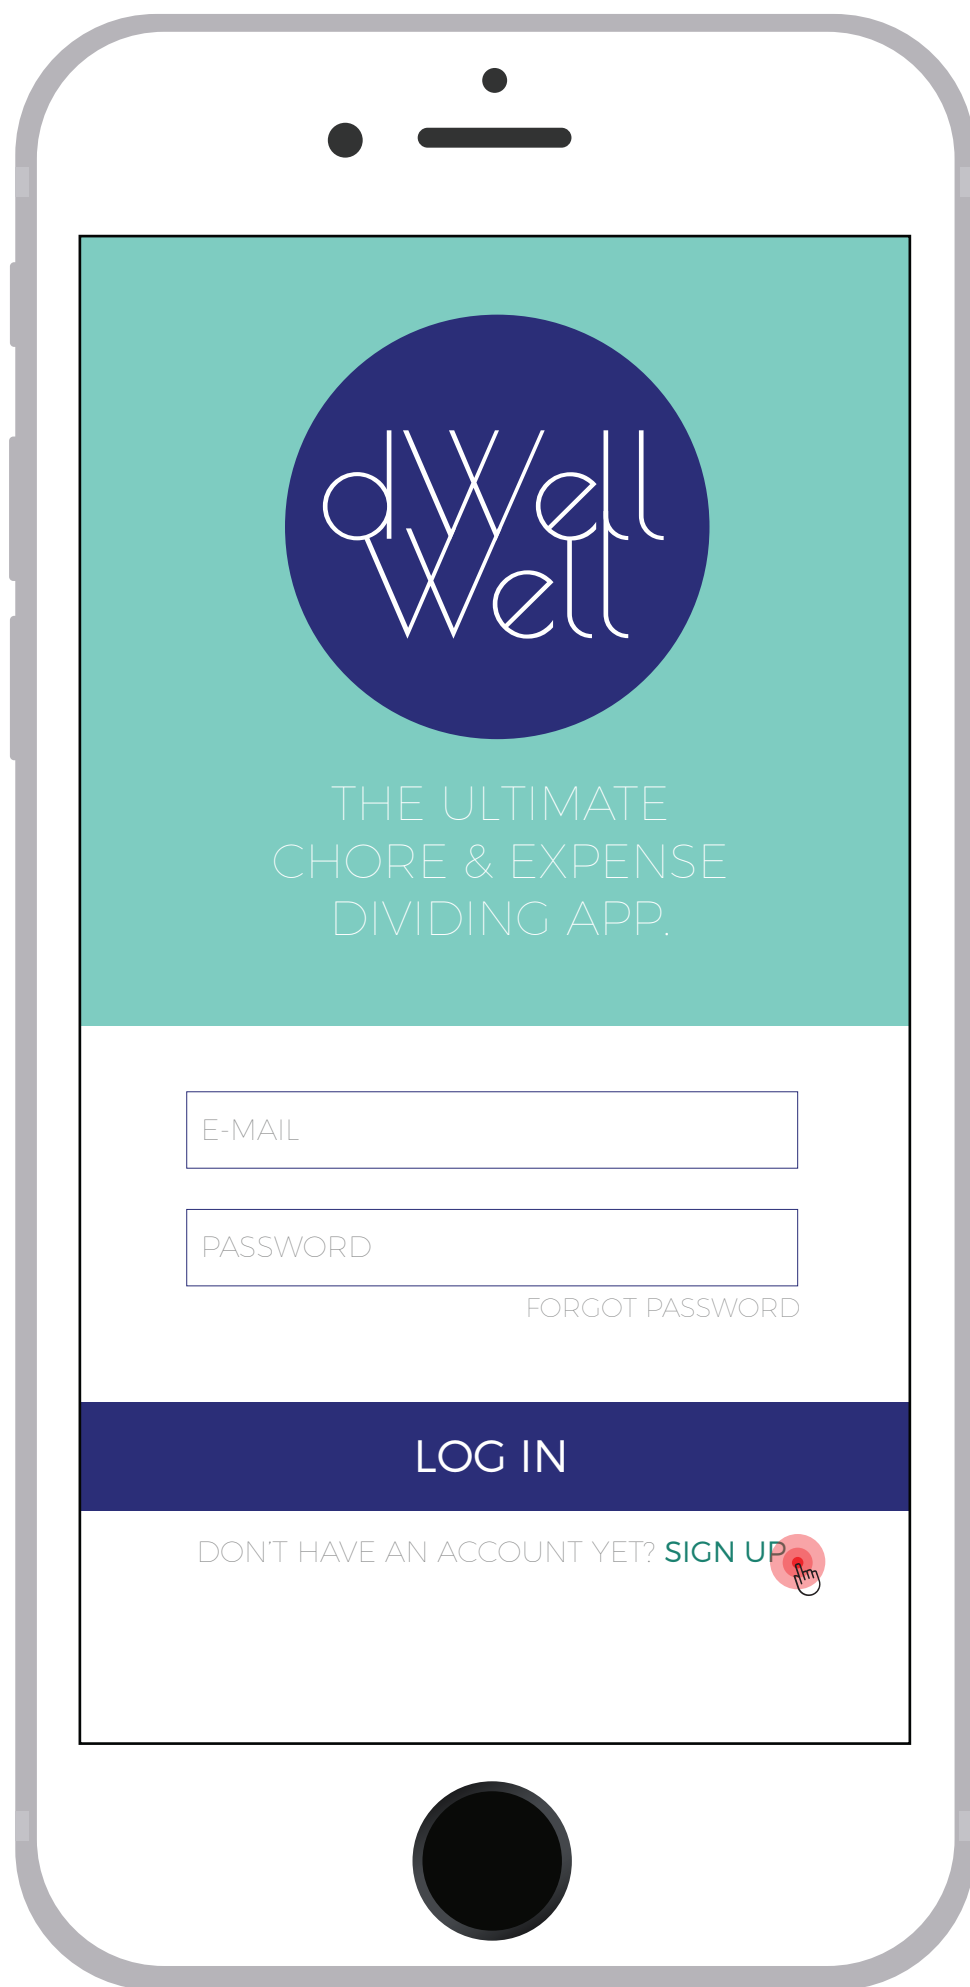 dWell
Well
THE ULTIMATE
CHORE & EXPENSE
DIVIDING APP.
E-MAIL
PASSWORD
FORGOT PASSWORD
LOG IN
DON'T HAVE AN ACCOUNT YET? SIGN UP